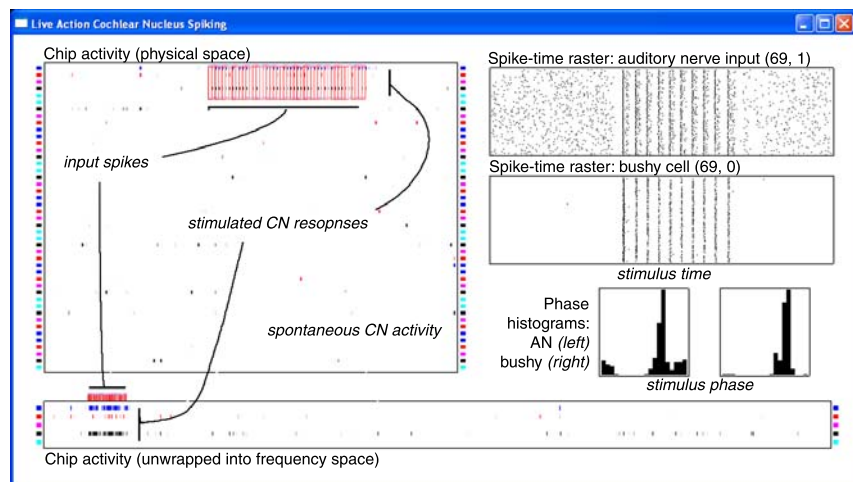 Live Action Cochlear Nucleus Spiking
Chip activity (physical space)
input spikes
stimulated CN resopnses
spontaneous CN activity
Spike-time raster: auditory nerve input (69, 1)
Spike-time raster: bushy cell (69, 0)
stimulus time
Phase
histograms:
AN (left)
bushy (right)
stimulus phase
Chip activity (unwrapped into frequency space)